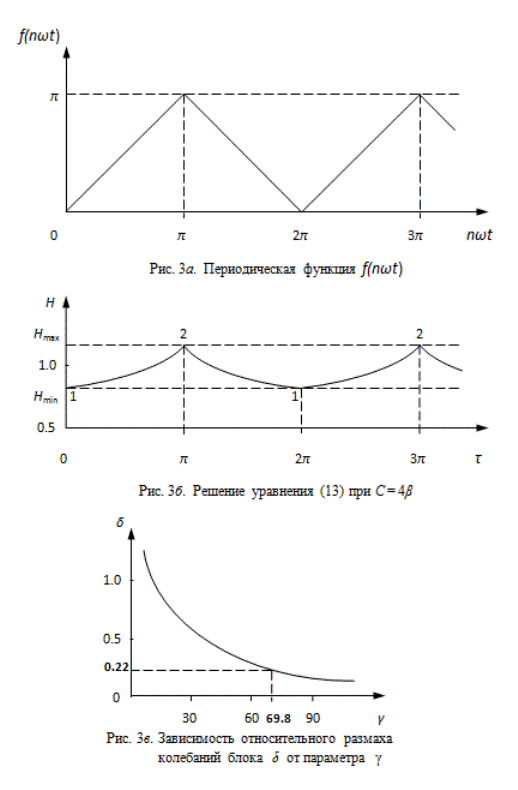 f(nωt)
π
0 π 2π 3π nωt
Рис. 3а. Периодическая функция f(nωt)
H
Hmax 2 2
1.0
Hmin 1 1
0.5
0 π 2π 3π τ
Рис. 3б. Решение уравнения (13) при C = 4β
δ
1.0
0.5
0.22
0
30 60 69.8 90 γ
Рис. 3в. Зависимость относительного размаха
колебаний блока δ от параметра γ